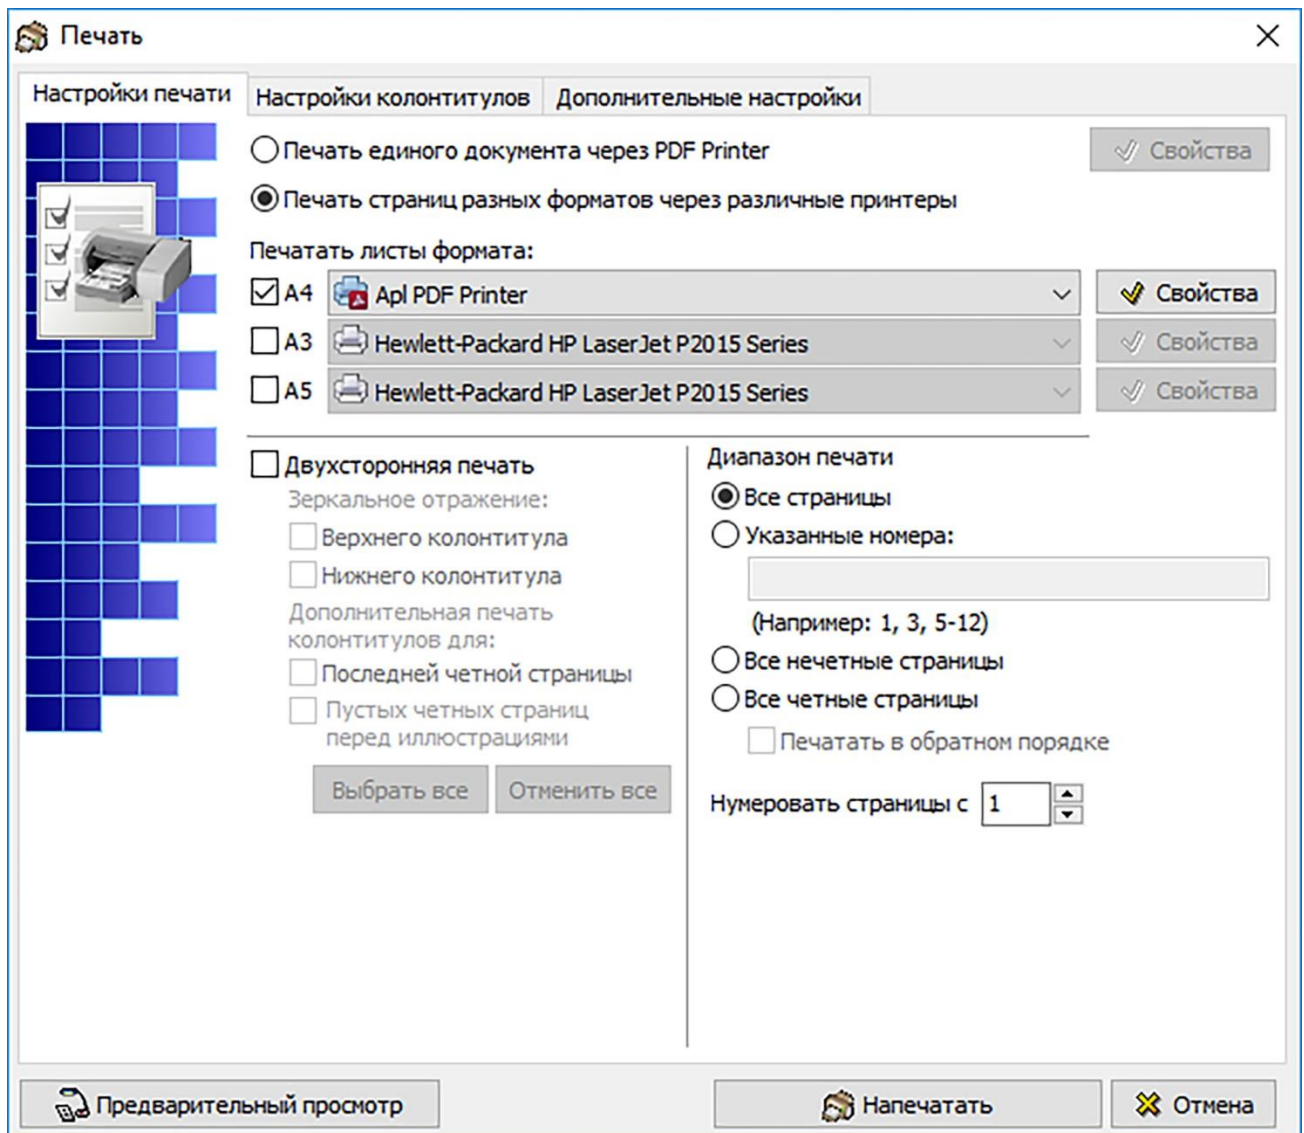 Печать
Настройки печати
Настройки колонтитулов
Дополнительные настройки
Печать единого документа через PDF Printer
Свойства
Печать страниц разных форматов через различные принтеры
Печатать листы формата:
A4 Apl PDF Printer Свойства
A3 Hewlett-Packard HP LaserJet P2015 Series Свойства
A5 Hewlett-Packard HP LaserJet P2015 Series Свойства
Двухсторонняя печать
Зеркальное отражение:
Верхнего колонтитула
Нижнего колонтитула
Дополнительная печать
колонтитулов для:
Последней четной страницы
Пустых четных страниц
перед иллюстрациями
Выбрать все
Отменить все
Диапазон печати
Все страницы
Указанные номера:
(Например: 1, 3, 5-12)
Все нечетные страницы
Все четные страницы
Печатать в обратном порядке
Нумеровать страницы с 1
Предварительный просмотр
Напечатать
Отмена